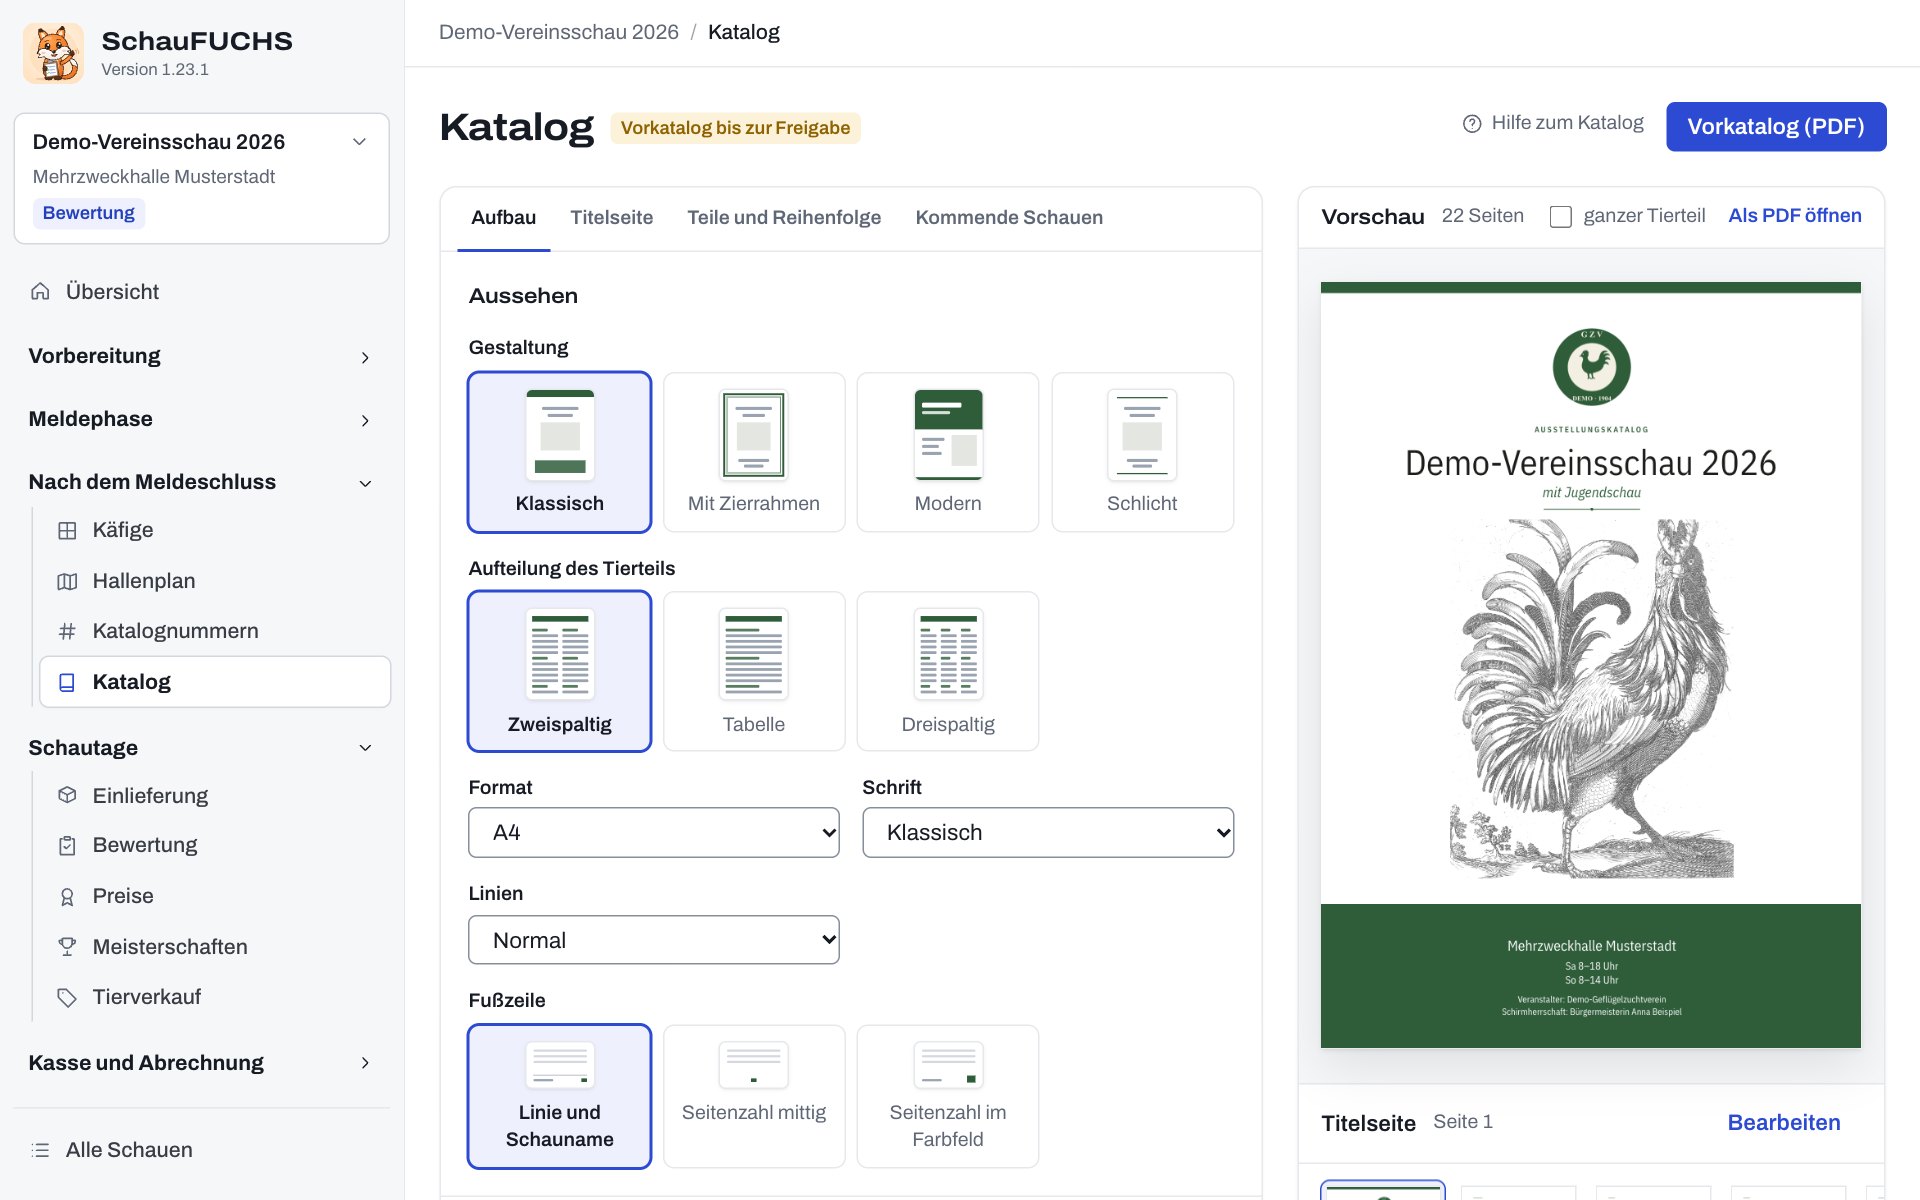 SchauFUCHS
Version 1.23.1
Demo-Vereinsschau 2026
Mehrzweckhalle Musterstadt
Bewertung
Übersicht
Vorbereitung
Meldephase
Nach dem Meldeschluss
Käfige
Hallenplan
Katalognummern
Katalog
Schautage
Einlieferung
Bewertung
Preise
Meisterschaften
Tierverkauf
Kasse und Abrechnung
Alle Schauen
Demo-Vereinsschau 2026 / Katalog
Katalog
Vorkatalog bis zur Freigabe
Hilfe zum Katalog
Vorkatalog (PDF)
Aufbau
Titelseite
Teile und Reihenfolge
Kommende Schauen
Aussehen
Gestaltung
Klassisch
Mit Zierrahmen
Modern
Schlicht
Aufteilung des Tierteils
Zweispaltig
Tabelle
Dreispaltig
Format
Schrift
A4
Klassisch
Linien
Normal
Fußzeile
Linie und
Schauname
Seitenzahl mittig
Seitenzahl im
Farbfeld
Vorschau
22 Seiten
ganzer Tierteil
Als PDF öffnen
GZV
DEMO · 1904
AUSSTELLUNGSKATALOG
Demo-Vereinsschau 2026
mit Jugendschau
Mehrzweckhalle Musterstadt
Sa 8–18 Uhr
So 8–14 Uhr
Veranstalter: Demo-Geflügelzuchtverein
Schirmherrschaft: Bürgermeisterin Anna Beispiel
Titelseite
Seite 1
Bearbeiten